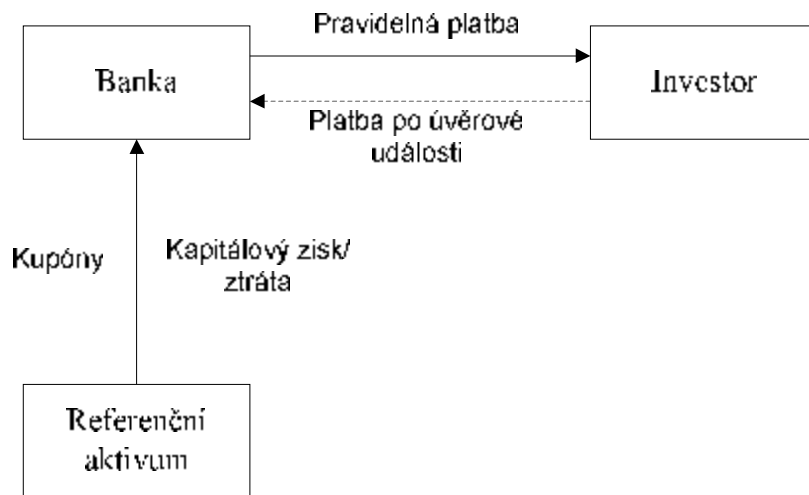 Pravidelná platba
Banka
Investor
Platba po úvěrové
události
Kupóny
Kapitálový zisk/
ztráta
Referenční
aktivum